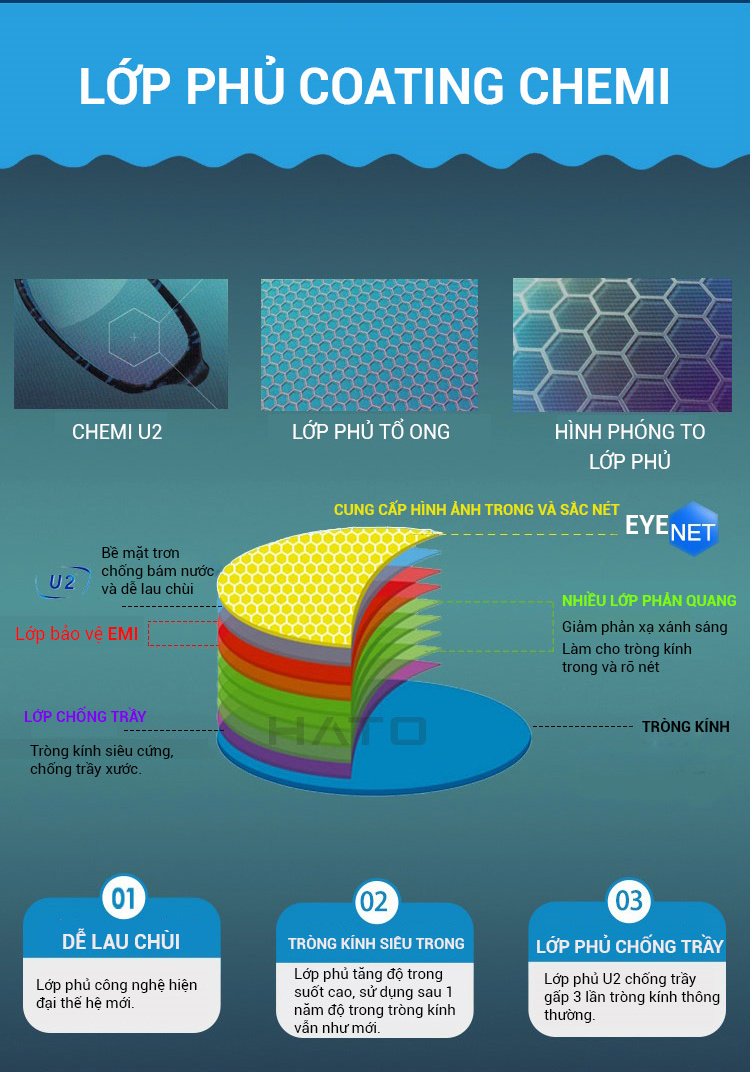 LỚP PHỦ COATING CHEMI
CHEMI U2
LỚP PHỦ TỔ ONG
HÌNH PHÓNG TO
LỚP PHỦ
CUNG CẤP HÌNH ẢNH TRONG VÀ SẮC NÉT
EYE NET
U2
Bề mặt trơn
chống bám nước
và dễ lau chùi
Lớp bảo vệ EMI
NHIỀU LỚP PHẢN QUANG
Giảm phản xạ xánh sáng
Làm cho tròng kính
trong và rõ nét
LỚP CHỐNG TRẦY
Tròng kính siêu cứng,
chống trầy xước.
HATO
TRÒNG KÍNH
01
DỄ LAU CHÙI
Lớp phủ công nghệ hiện
đại thế hệ mới.
02
TRÒNG KÍNH SIÊU TRONG
Lớp phủ tăng độ trong
suốt cao, sử dụng sau 1
năm độ trong tròng kính
vẫn như mới.
03
LỚP PHỦ CHỐNG TRẦY
Lớp phủ U2 chống trầy
gấp 3 lần tròng kính thông
thường.